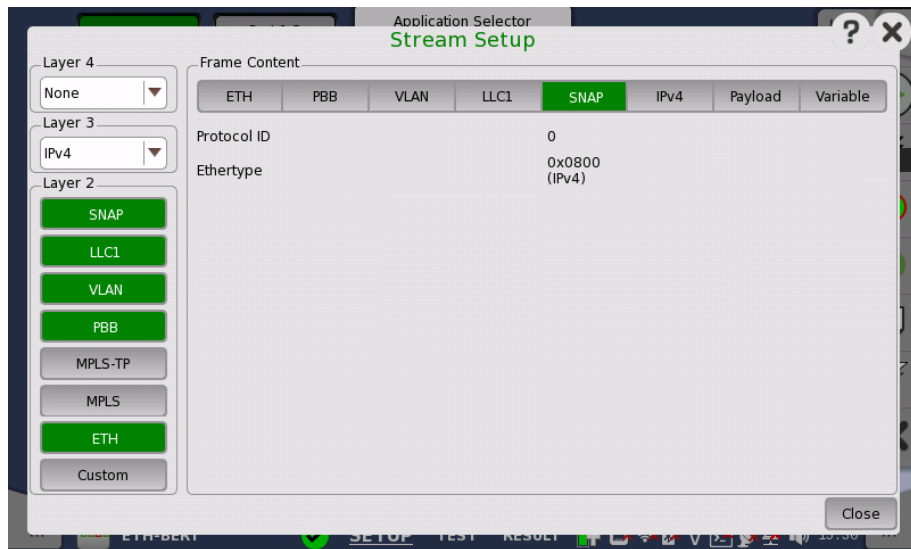 Application Selector
Stream Setup
?
Layer 4
None
Layer 3
IPv4
Layer 2
SNAP
LLC1
VLAN
PBB
MPLS-TP
MPLS
ETH
Custom
Frame Content
ETH PBB VLAN LLC1 SNAP IPv4 Payload Variable
Protocol ID 0
Ethertype 0x0800
(IPv4)
Close
ETH-BERT SETUP TEST RESULT